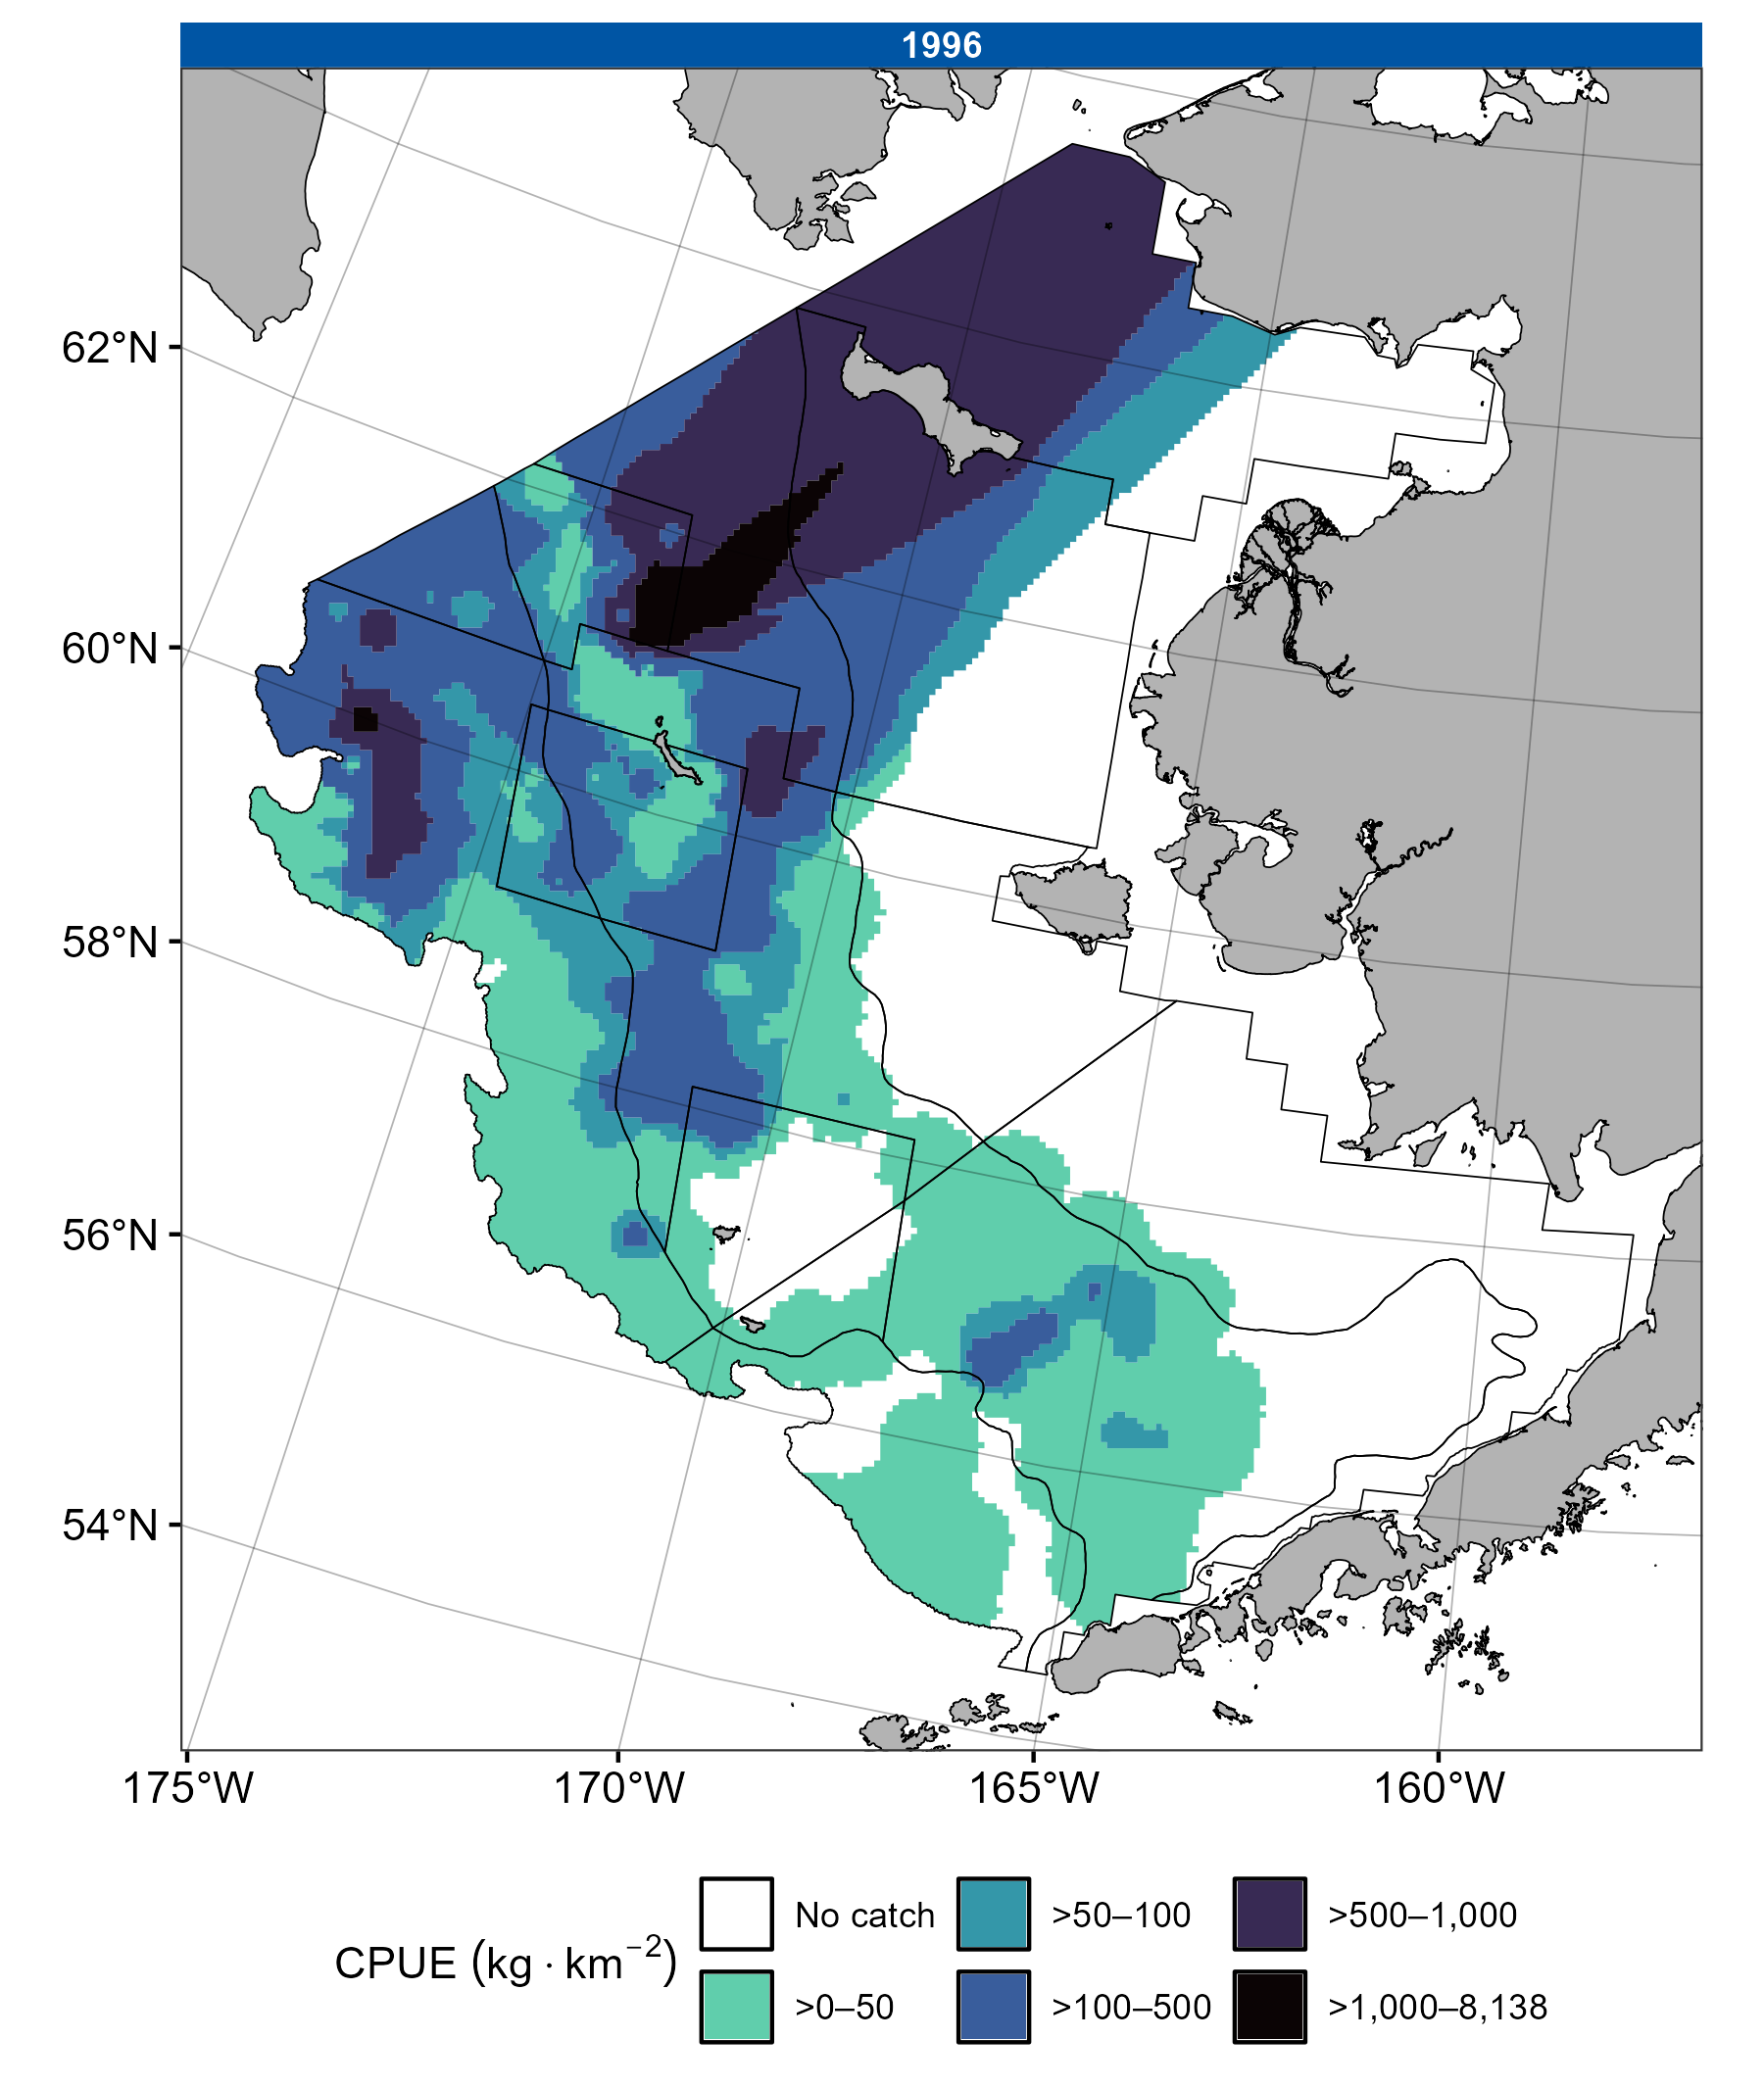 1996
62°N
60°N
58°N
56°N
54°N
175°W 170°W 165°W 160°W
CPUE (kg · km⁻²)
No catch >50–100 >500–1,000
>0–50 >100–500 >1,000–8,138